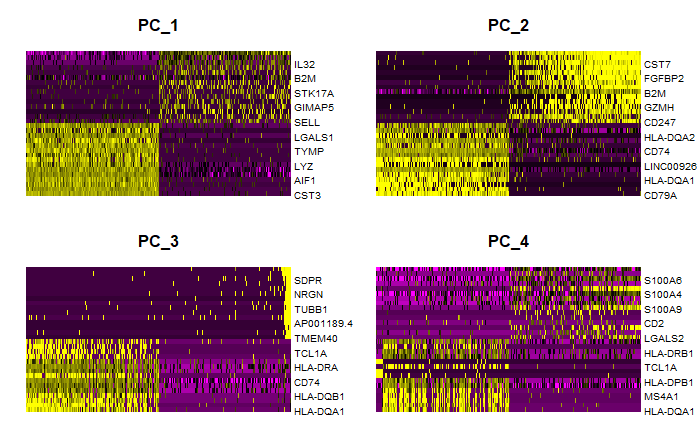 PC_1
IL32
B2M
STK17A
GIMAP5
SELL
LGALS1
TYMP
LYZ
AIF1
CST3
PC_2
CST7
FGFBP2
B2M
GZMH
CD247
HLA-DQA2
CD74
LINC00926
HLA-DQA1
CD79A
PC_3
SDPR
NRGN
TUBB1
AP001189.4
TMEM40
TCL1A
HLA-DRA
CD74
HLA-DQB1
HLA-DQA1
PC_4
S100A6
S100A4
S100A9
CD2
LGALS2
HLA-DRB1
TCL1A
HLA-DPB1
MS4A1
HLA-DQA1